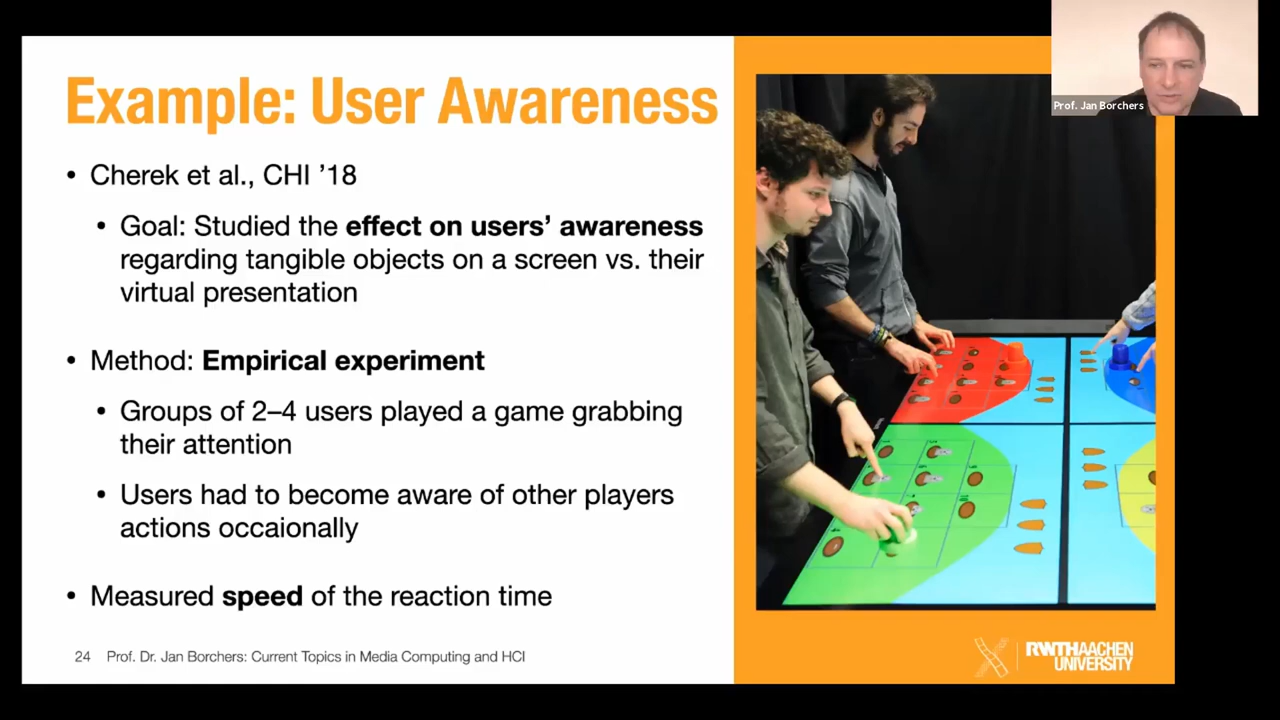 Example: User Awareness
Prof. Jan Borchers
• Cherek et al., CHI ’18
• Goal: Studied the effect on users’ awareness
regarding tangible objects on a screen vs. their
virtual presentation
• Method: Empirical experiment
• Groups of 2–4 users played a game grabbing
their attention
• Users had to become aware of other players
actions occaionally
• Measured speed of the reaction time
24 Prof. Dr. Jan Borchers: Current Topics in Media Computing and HCI
RWTHAACHEN
UNIVERSITY